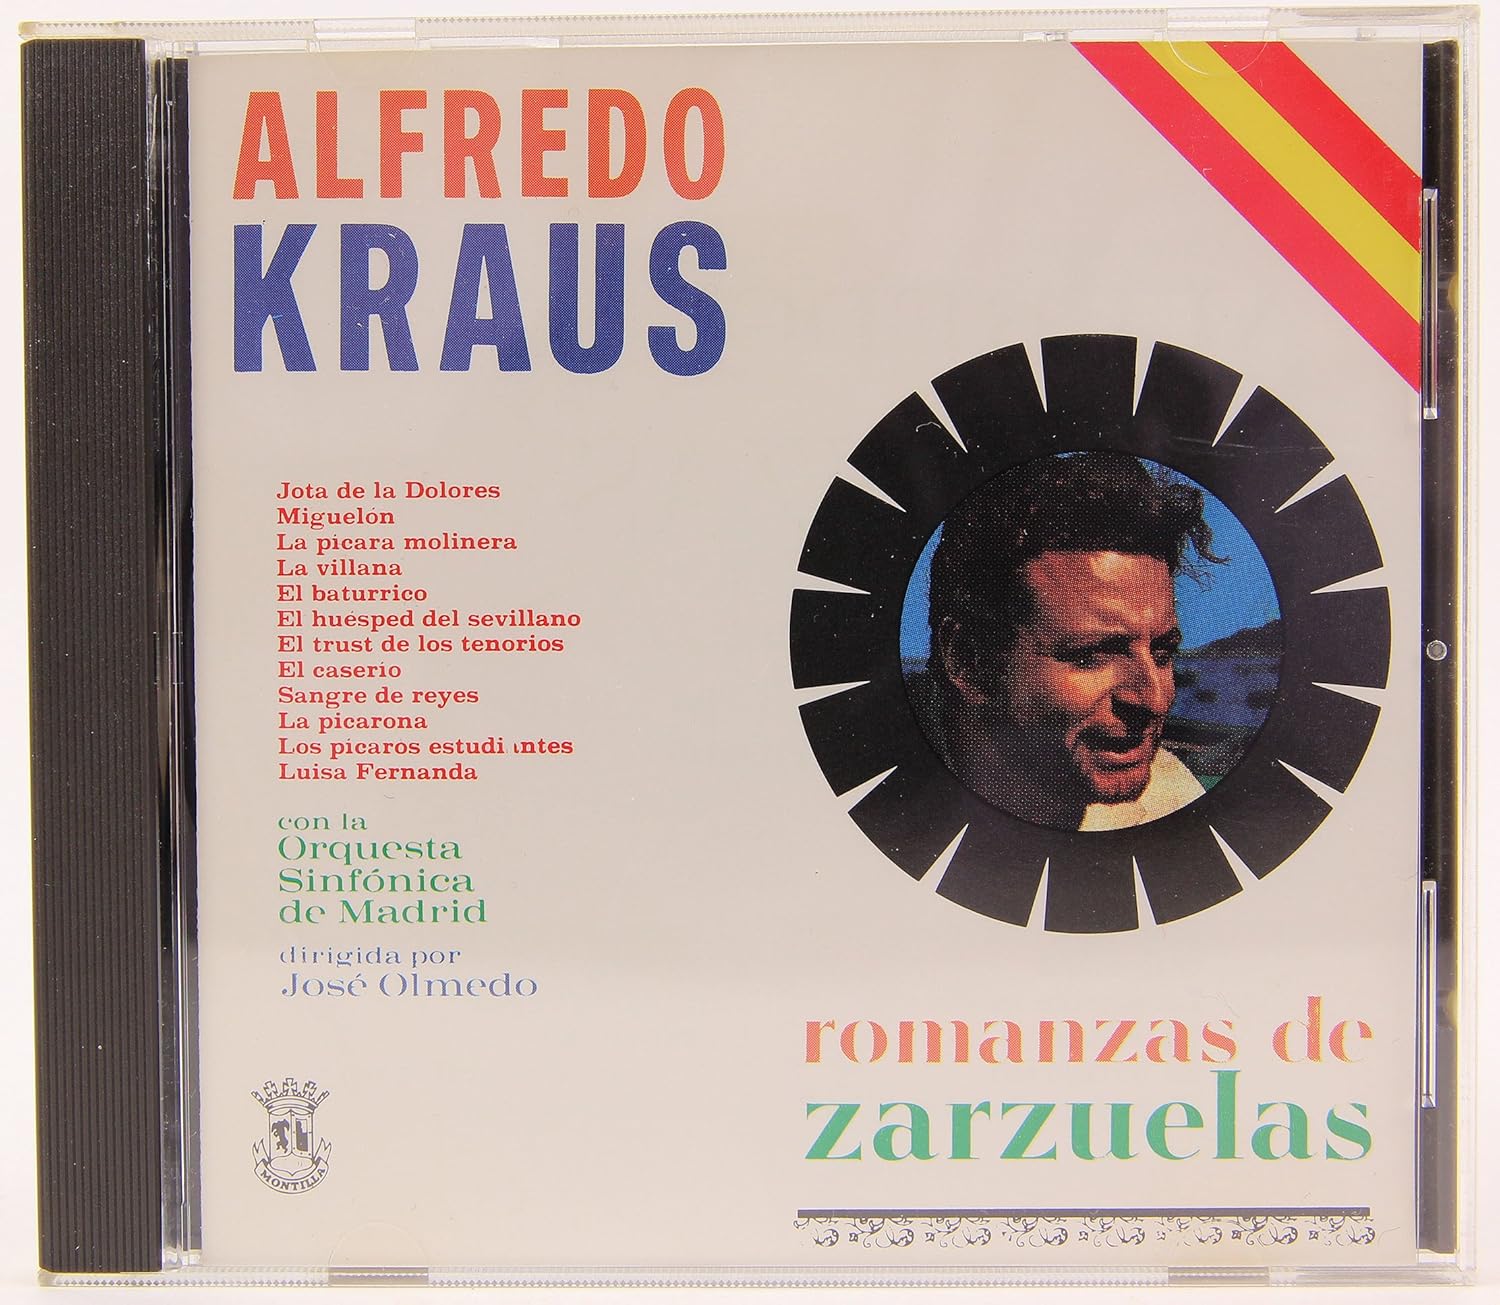 ALFREDO
KRAUS
Jota de la Dolores
Miguelón
La pícara molinera
La villana
El baturrico
El huésped del sevillano
El trust de los tenorios
El caserío
Sangre de reyes
La picarona
Los pícaros estudiantes
Luisa Fernanda
con la
Orquesta
Sinfónica
de Madrid
dirigida por
José Olmedo
MONTILLA
romanzas de
zarzuelas